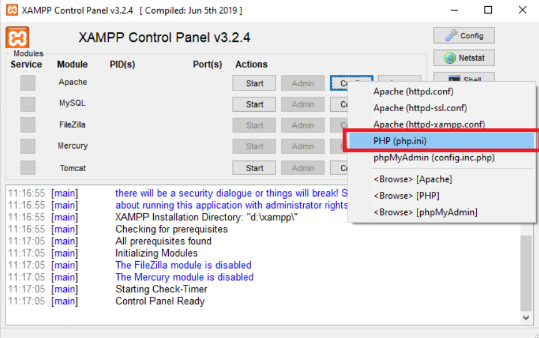 XAMPP Control Panel v3.2.4 [ Compiled: Jun 5th 2019 ]
XAMPP Control Panel v3.2.4
Config
Modules
Service Module PID(s) Port(s) Actions
Netstat
Apache Start Admin
Shell
MySQL Start Admin
FileZilla Start Admin
Mercury Start Admin
Tomcat Start Admin
Apache (httpd.conf)
Apache (httpd-ssl.conf)
Apache (httpd-xampp.conf)
PHP (php.ini)
phpMyAdmin (config.inc.php)
<Browse> [Apache]
<Browse> [PHP]
<Browse> [phpMyAdmin]
11:16:55 [main] there will be a security dialogue or things will break! S
11:16:55 [main] about running this application with administrator rights
11:16:55 [main] XAMPP Installation Directory: "d:\xampp\"
11:16:55 [main] Checking for prerequisites
11:17:05 [main] All prerequisites found
11:17:05 [main] Initializing Modules
11:17:05 [main] The FileZilla module is disabled
11:17:05 [main] The Mercury module is disabled
11:17:05 [main] Starting Check-Timer
11:17:05 [main] Control Panel Ready